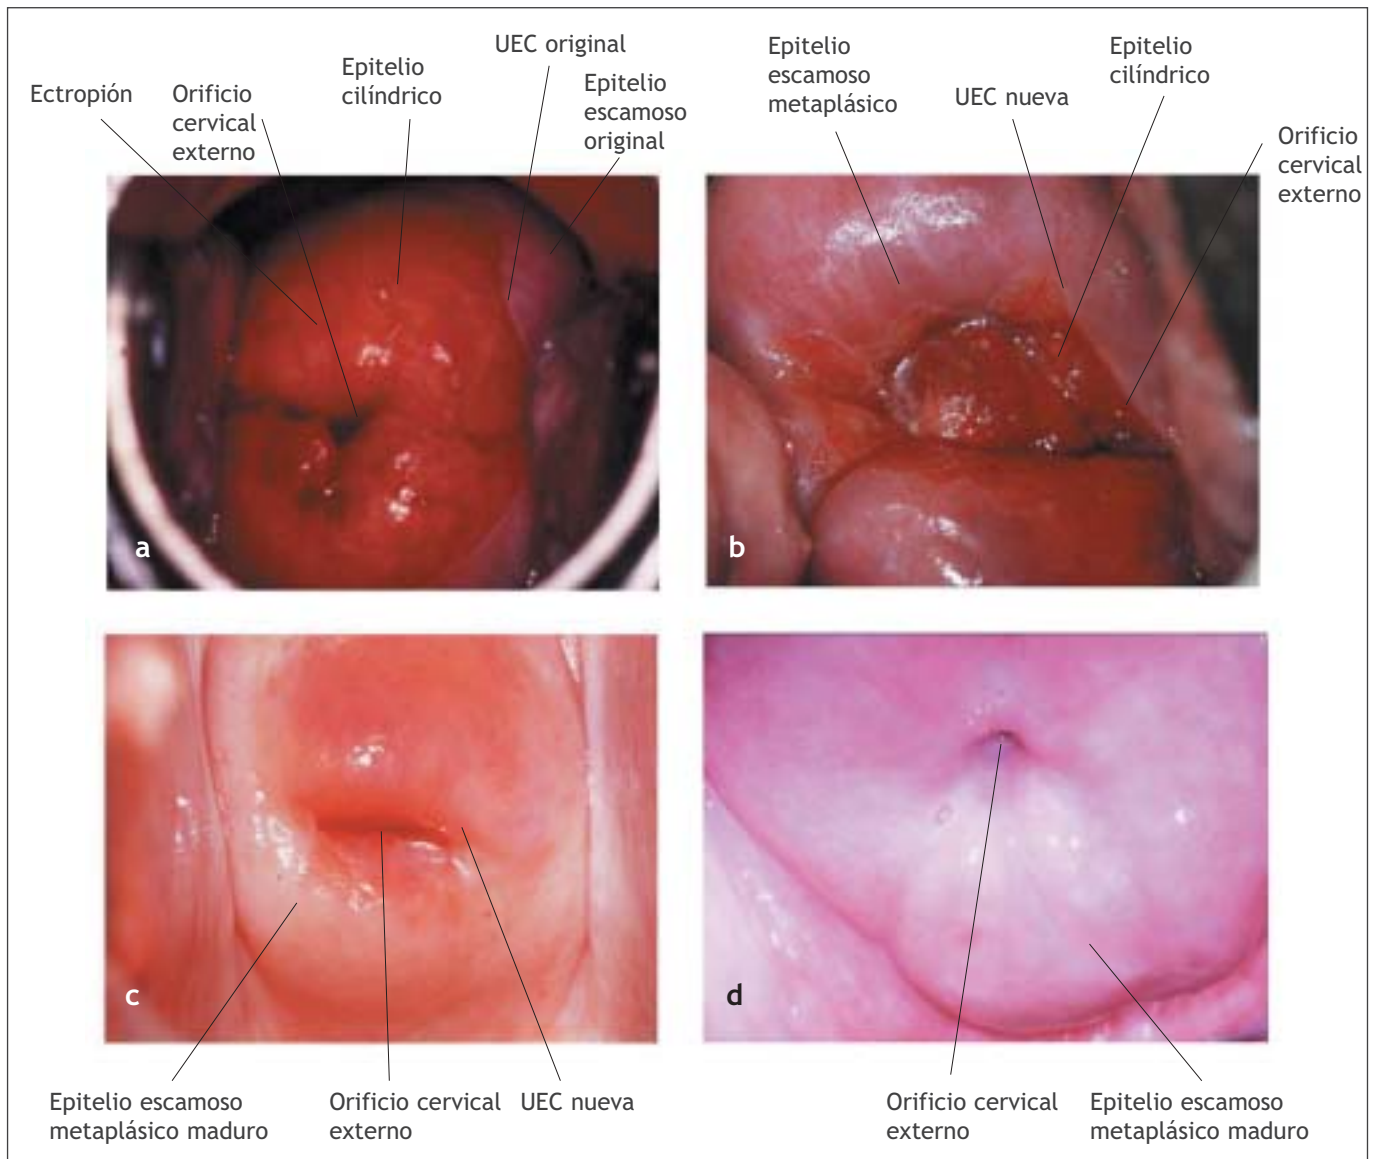 Ectropión
Orificio
cervical
externo
Epitelio
cilíndrico
UEC original
Epitelio
escamoso
original
Epitelio
escamoso
metaplásico
UEC nueva
Epitelio
cilíndrico
Orificio
cervical
externo
a
b
c
d
Epitelio escamoso
metaplásico maduro
Orificio cervical
externo
UEC nueva
Orificio cervical
externo
Epitelio escamoso
metaplásico maduro